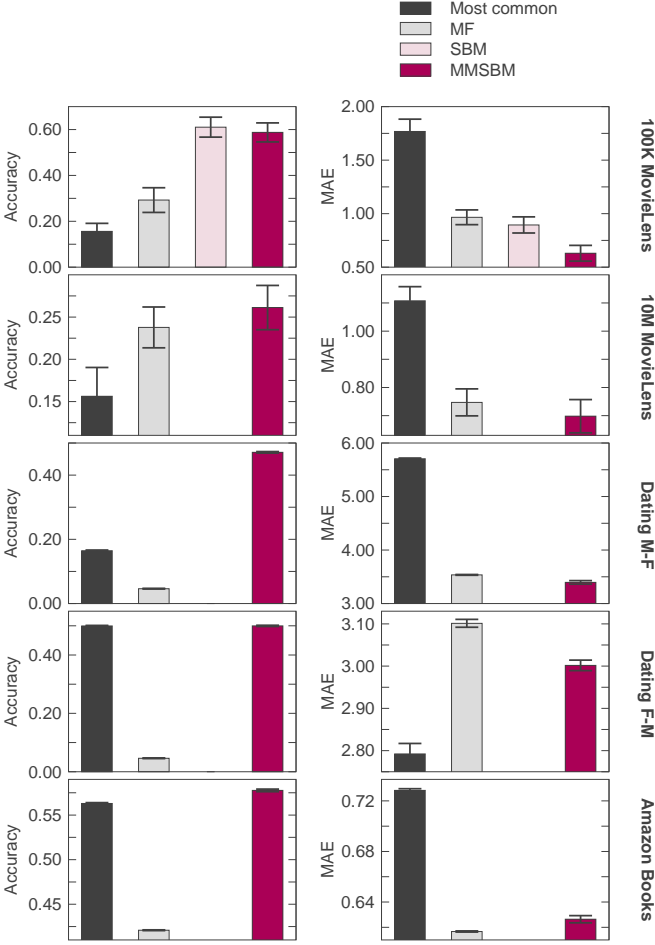 Most common
MF
SBM
MMSBM
0.60
0.40
0.20
0.00
Accuracy
2.00
1.75
1.00
0.50
MAE
100K MovieLens
0.25
0.20
0.15
Accuracy
1.00
0.80
MAE
10M MovieLens
0.40
0.20
0.00
Accuracy
6.00
5.00
4.00
3.00
MAE
Dating M-F
0.40
0.20
0.00
Accuracy
3.10
3.00
2.90
2.80
MAE
Dating F-M
0.55
0.50
0.45
Accuracy
0.72
0.68
0.64
MAE
Amazon Books